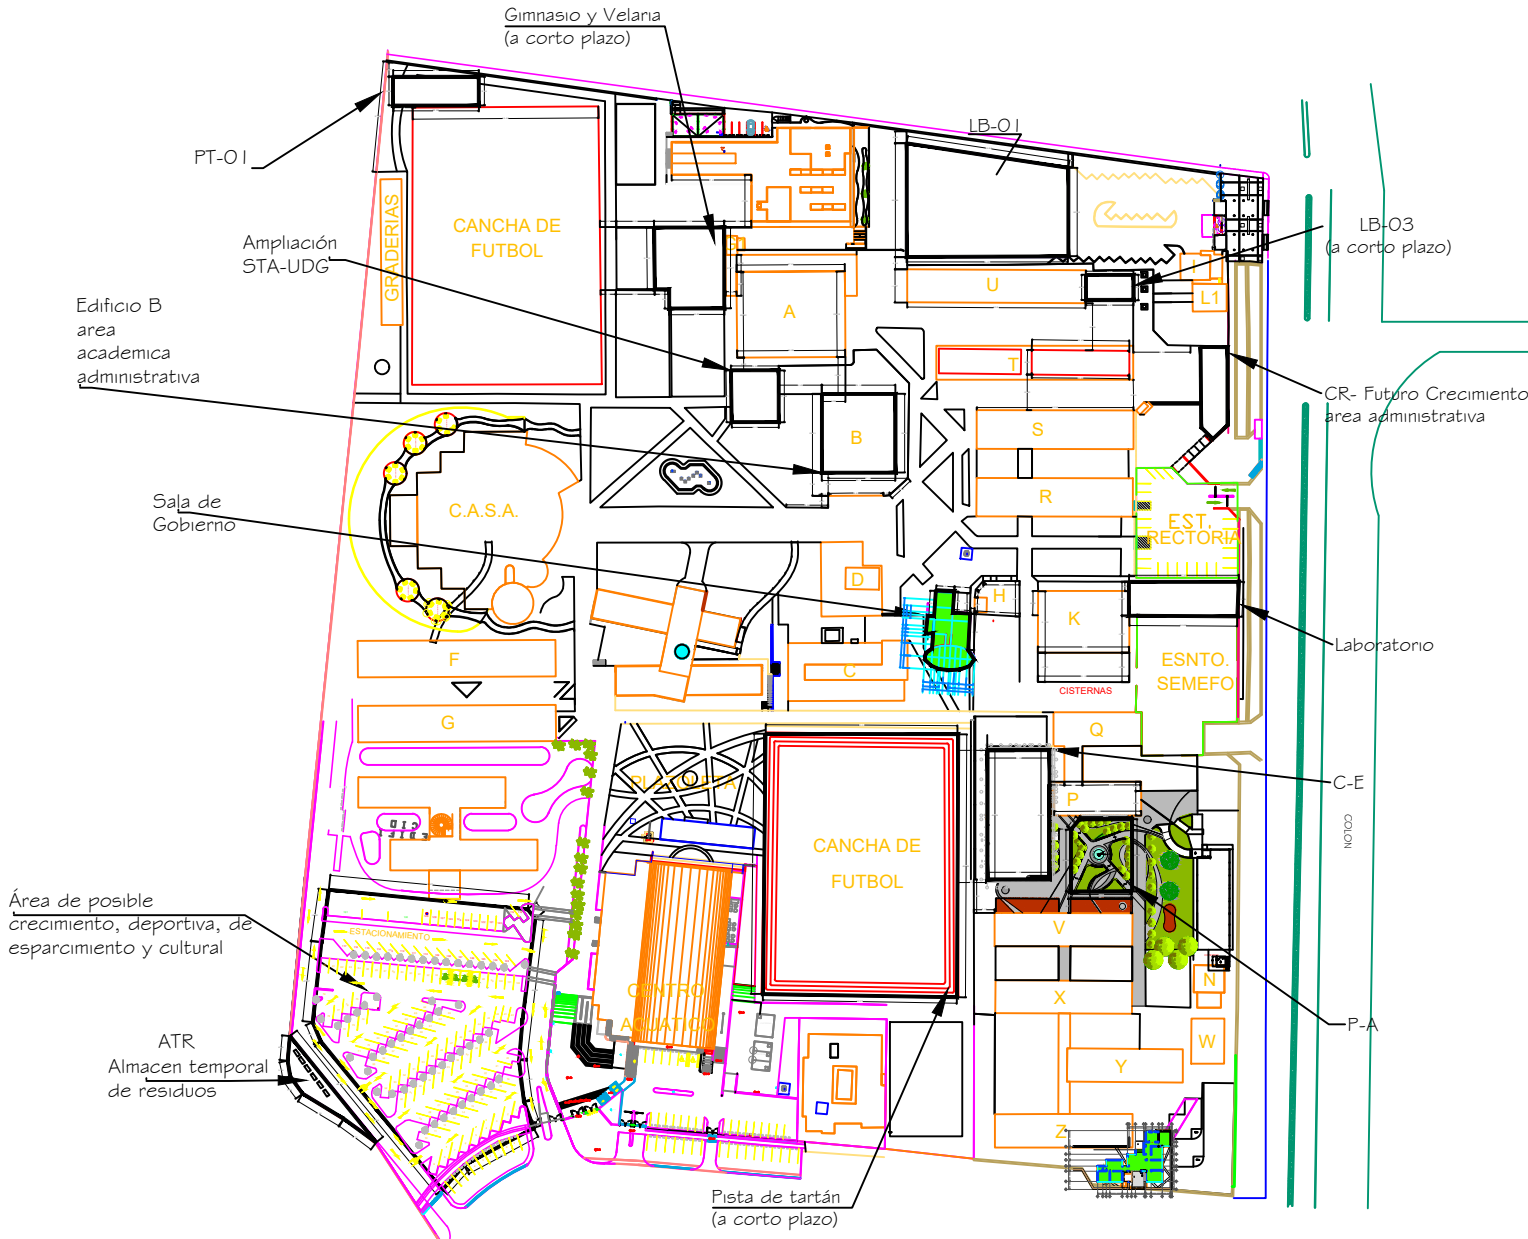 Gimnasio y Velaria
(a corto plazo)
PT-01
LB-01
LB-03
(a corto plazo)
CANCHA DE
FUTBOL
GRADERIAS
Ampliación
STA-UDG
Edificio B
area
academica
administrativa
A
U
I
L1
T
CR- Futuro Crecimiento
area administrativa
B
S
R
Sala de
Gobierno
C.A.S.A.
EST.
RECTORIA
D
H
K
Laboratorio
F
C
ESNTO.
SEMEFO
CISTERNAS
G
Q
PLAZOLETA
C-E
P
COLON
EDIF
CID
CANCHA DE
FUTBOL
Área de posible
crecimiento, deportiva, de
esparcimiento y cultural
ESTACIONAMIENTO
V
CENTRO
ACUATICO
X
N
P-A
W
ATR
Almacen temporal
de residuos
Y
Z
Pista de tartán
(a corto plazo)